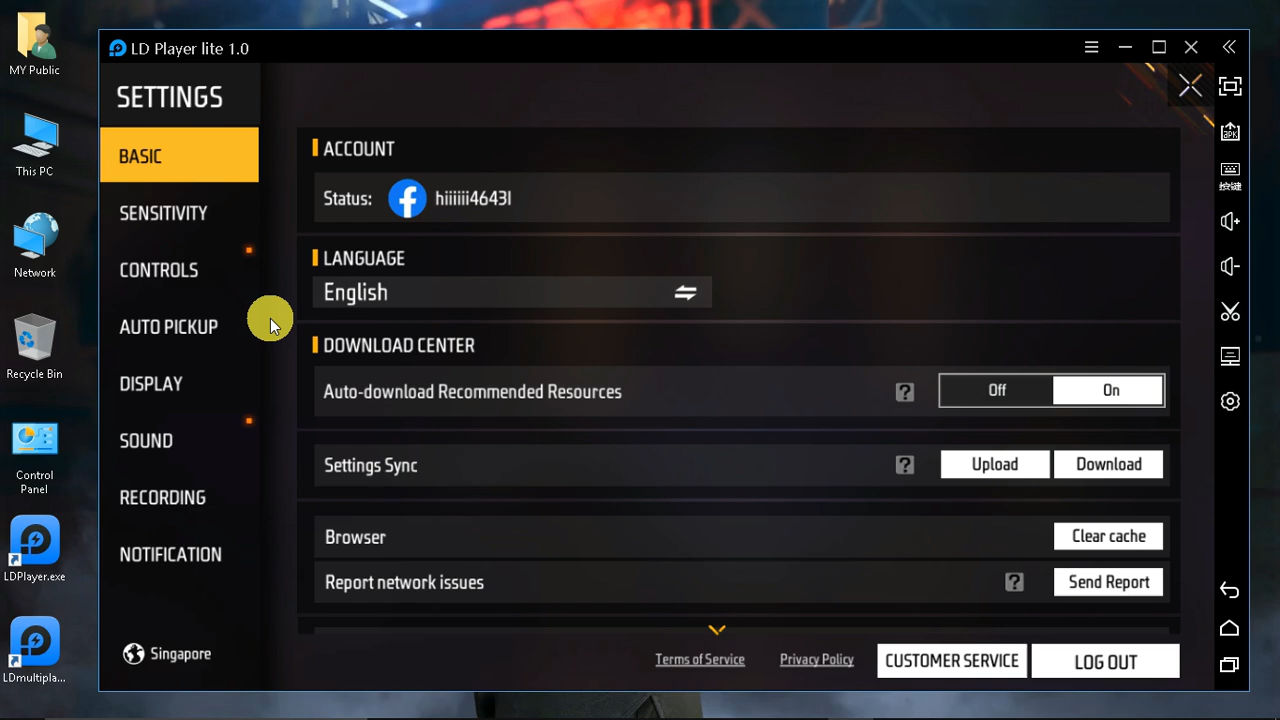 MY Public
This PC
Network
Recycle Bin
Control
Panel
LDPlayer.exe
LDmultipla...
LD Player lite 1.0
SETTINGS
BASIC
SENSITIVITY
CONTROLS
AUTO PICKUP
DISPLAY
SOUND
RECORDING
NOTIFICATION
Singapore
ACCOUNT
Status: hiiiiii4643l
LANGUAGE
English
DOWNLOAD CENTER
Auto-download Recommended Resources ? Off On
Settings Sync ? Upload Download
Browser Clear cache
Report network issues ? Send Report
Terms of Service Privacy Policy CUSTOMER SERVICE LOG OUT
APK
按键